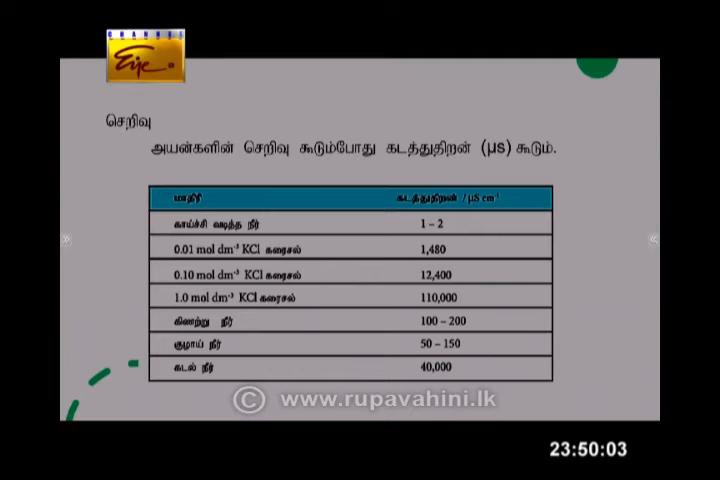 CHANNEL
Eye
செறிவு
அயன்களின் செறிவு கூடும்போது கடத்துதிறன் (µs) கூடும்.
மாதிரி கடத்துதிறன் /µS cm⁻¹
காய்ச்சி வடித்த நீர் 1 – 2
0.01 mol dm⁻³ KCl கரைசல் 1,480
0.10 mol dm⁻³ KCl கரைசல் 12,400
1.0 mol dm⁻³ KCl கரைசல் 110,000
கிணற்று நீர் 100 – 200
குழாய் நீர் 50 – 150
கடல் நீர் 40,000
© www.rupavahini.lk
23:50:03